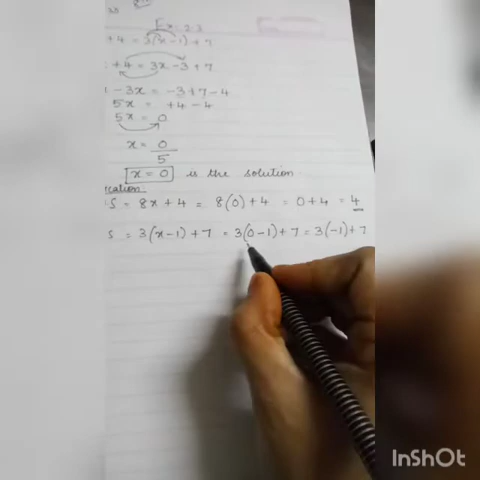 Ex - 2.3
+4 = 3(x-1)+7
+4 = 3x - 3 + 7
- 3x = -3+7-4
5x = +4-4
5x = 0
x = 0/5
x = 0 is the solution.
ication
S = 8x+4 = 8(0)+4 = 0+4 = 4
S = 3(x-1)+7 = 3(0-1)+7 = 3(-1)+7
InShOt